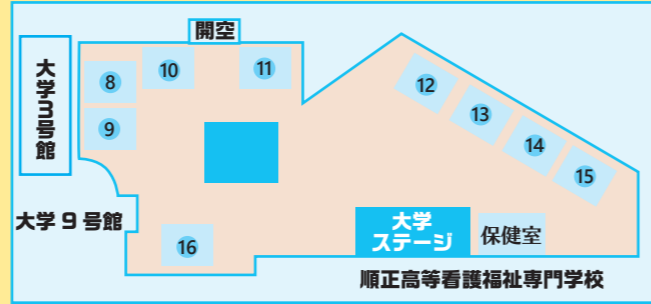 開空
大学3号館
⑧
⑨
⑩
⑪
⑫
⑬
⑭
⑮
大学9号館
⑯
大学
ステージ
保健室
順正高等看護福祉専門学校